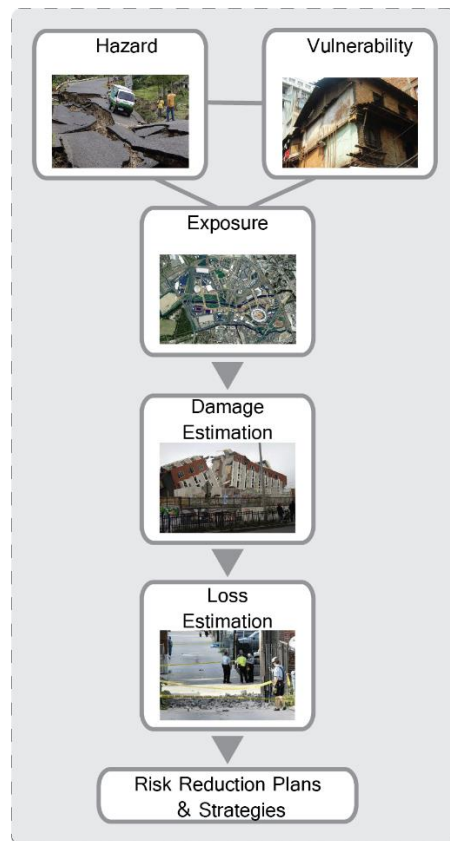 Hazard
Vulnerability
Exposure
Damage
Estimation
Loss
Estimation
Risk Reduction Plans
& Strategies